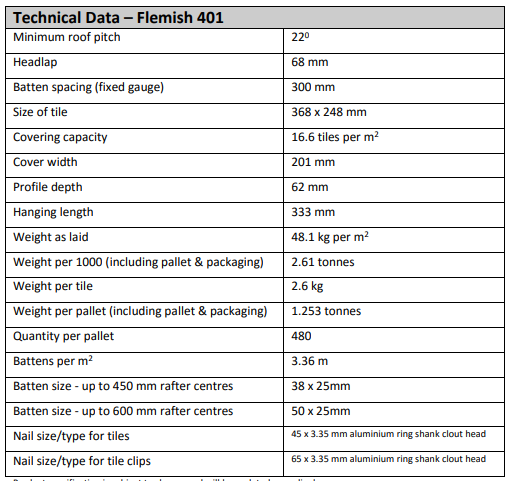 Technical Data – Flemish 401
Minimum roof pitch 22⁰
Headlap 68 mm
Batten spacing (fixed gauge) 300 mm
Size of tile 368 x 248 mm
Covering capacity 16.6 tiles per m²
Cover width 201 mm
Profile depth 62 mm
Hanging length 333 mm
Weight as laid 48.1 kg per m²
Weight per 1000 (including pallet & packaging) 2.61 tonnes
Weight per tile 2.6 kg
Weight per pallet (including pallet & packaging) 1.253 tonnes
Quantity per pallet 480
Battens per m² 3.36 m
Batten size - up to 450 mm rafter centres 38 x 25mm
Batten size - up to 600 mm rafter centres 50 x 25mm
Nail size/type for tiles 45 x 3.35 mm aluminium ring shank clout head
Nail size/type for tile clips 65 x 3.35 mm aluminium ring shank clout head